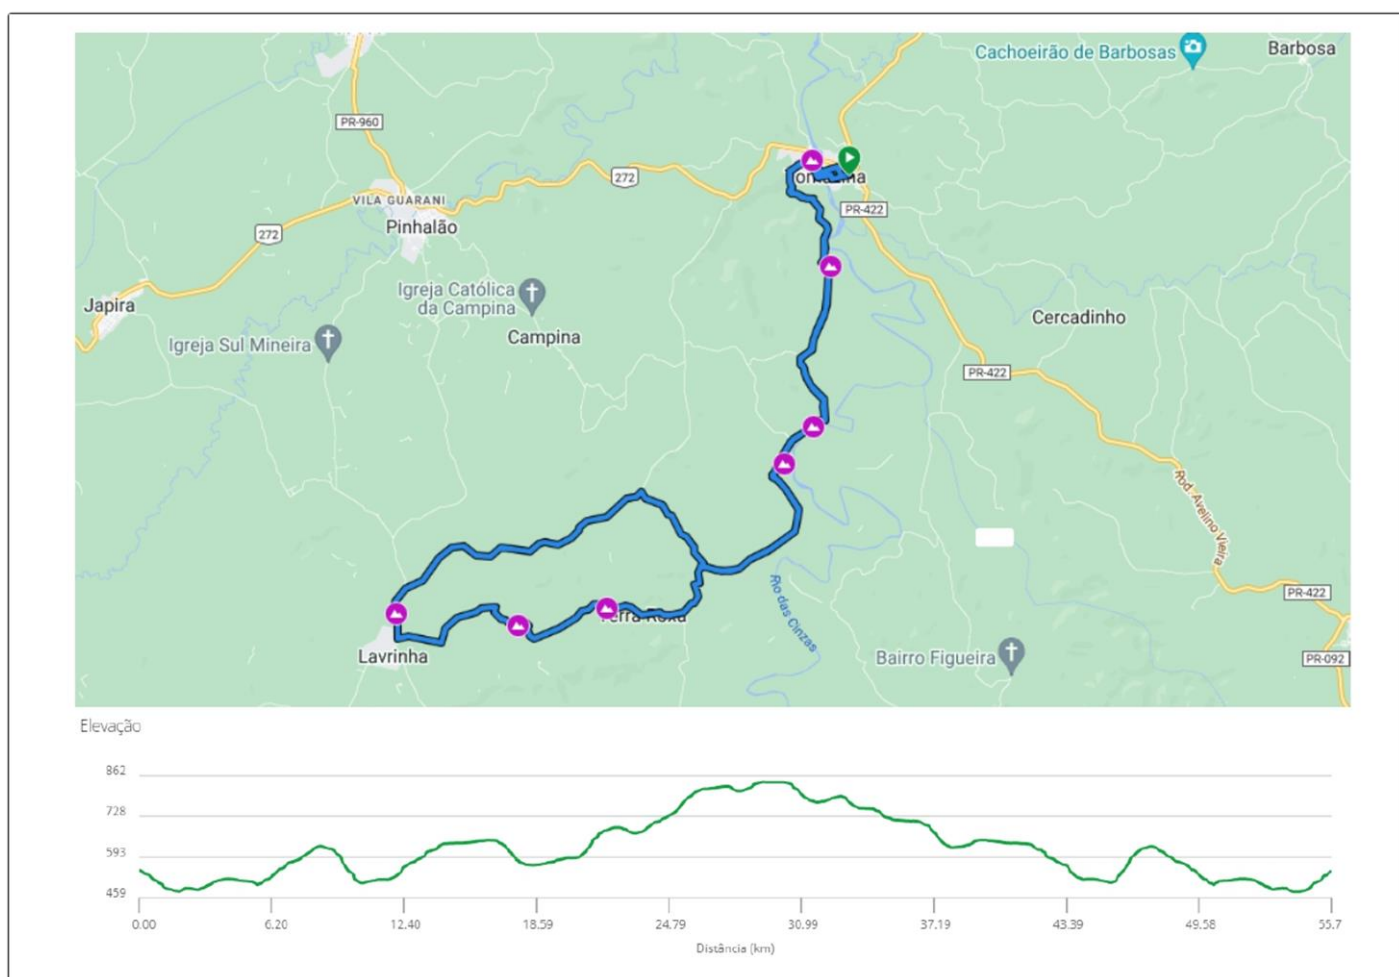 Cachoeirão de Barbosas
Barbosa
PR-960
272
VILA GUARANI
Pinhalão
PR-422
272
Igreja Católica
da Campina
Japira
Cercadinho
Igreja Sul Mineira
Campina
PR-422
Rod. Avelino Vieira
Rio das Cinzas
PR-422
Terra Roxa
Lavrinha
Bairro Figueira
PR-092
Elevação
862
728
593
459
0.00 6.20 12.40 18.59 24.79 30.99 37.19 43.39 49.58 55.7
Distância (km)